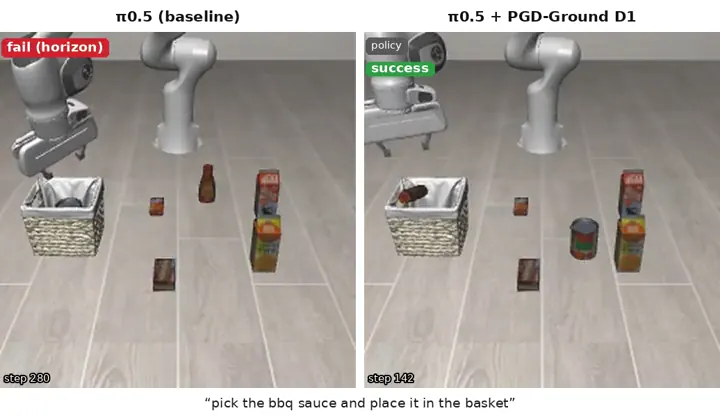 π0.5 (baseline)
π0.5 + PGD-Ground D1
fail (horizon)
policy
success
step 280
step 142
“pick the bbq sauce and place it in the basket”